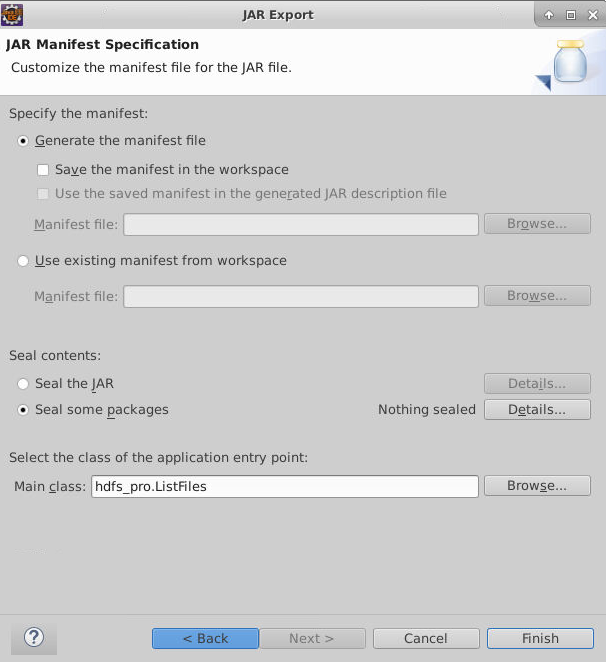 JAR Export
JAR Manifest Specification
Customize the manifest file for the JAR file.
Specify the manifest:
Generate the manifest file
Save the manifest in the workspace
Use the saved manifest in the generated JAR description file
Manifest file: Browse...
Use existing manifest from workspace
Manifest file: Browse...
Seal contents:
Seal the JAR Details...
Seal some packages Nothing sealed Details...
Select the class of the application entry point:
Main class: hdfs_pro.ListFiles Browse...
? < Back Next > Cancel Finish